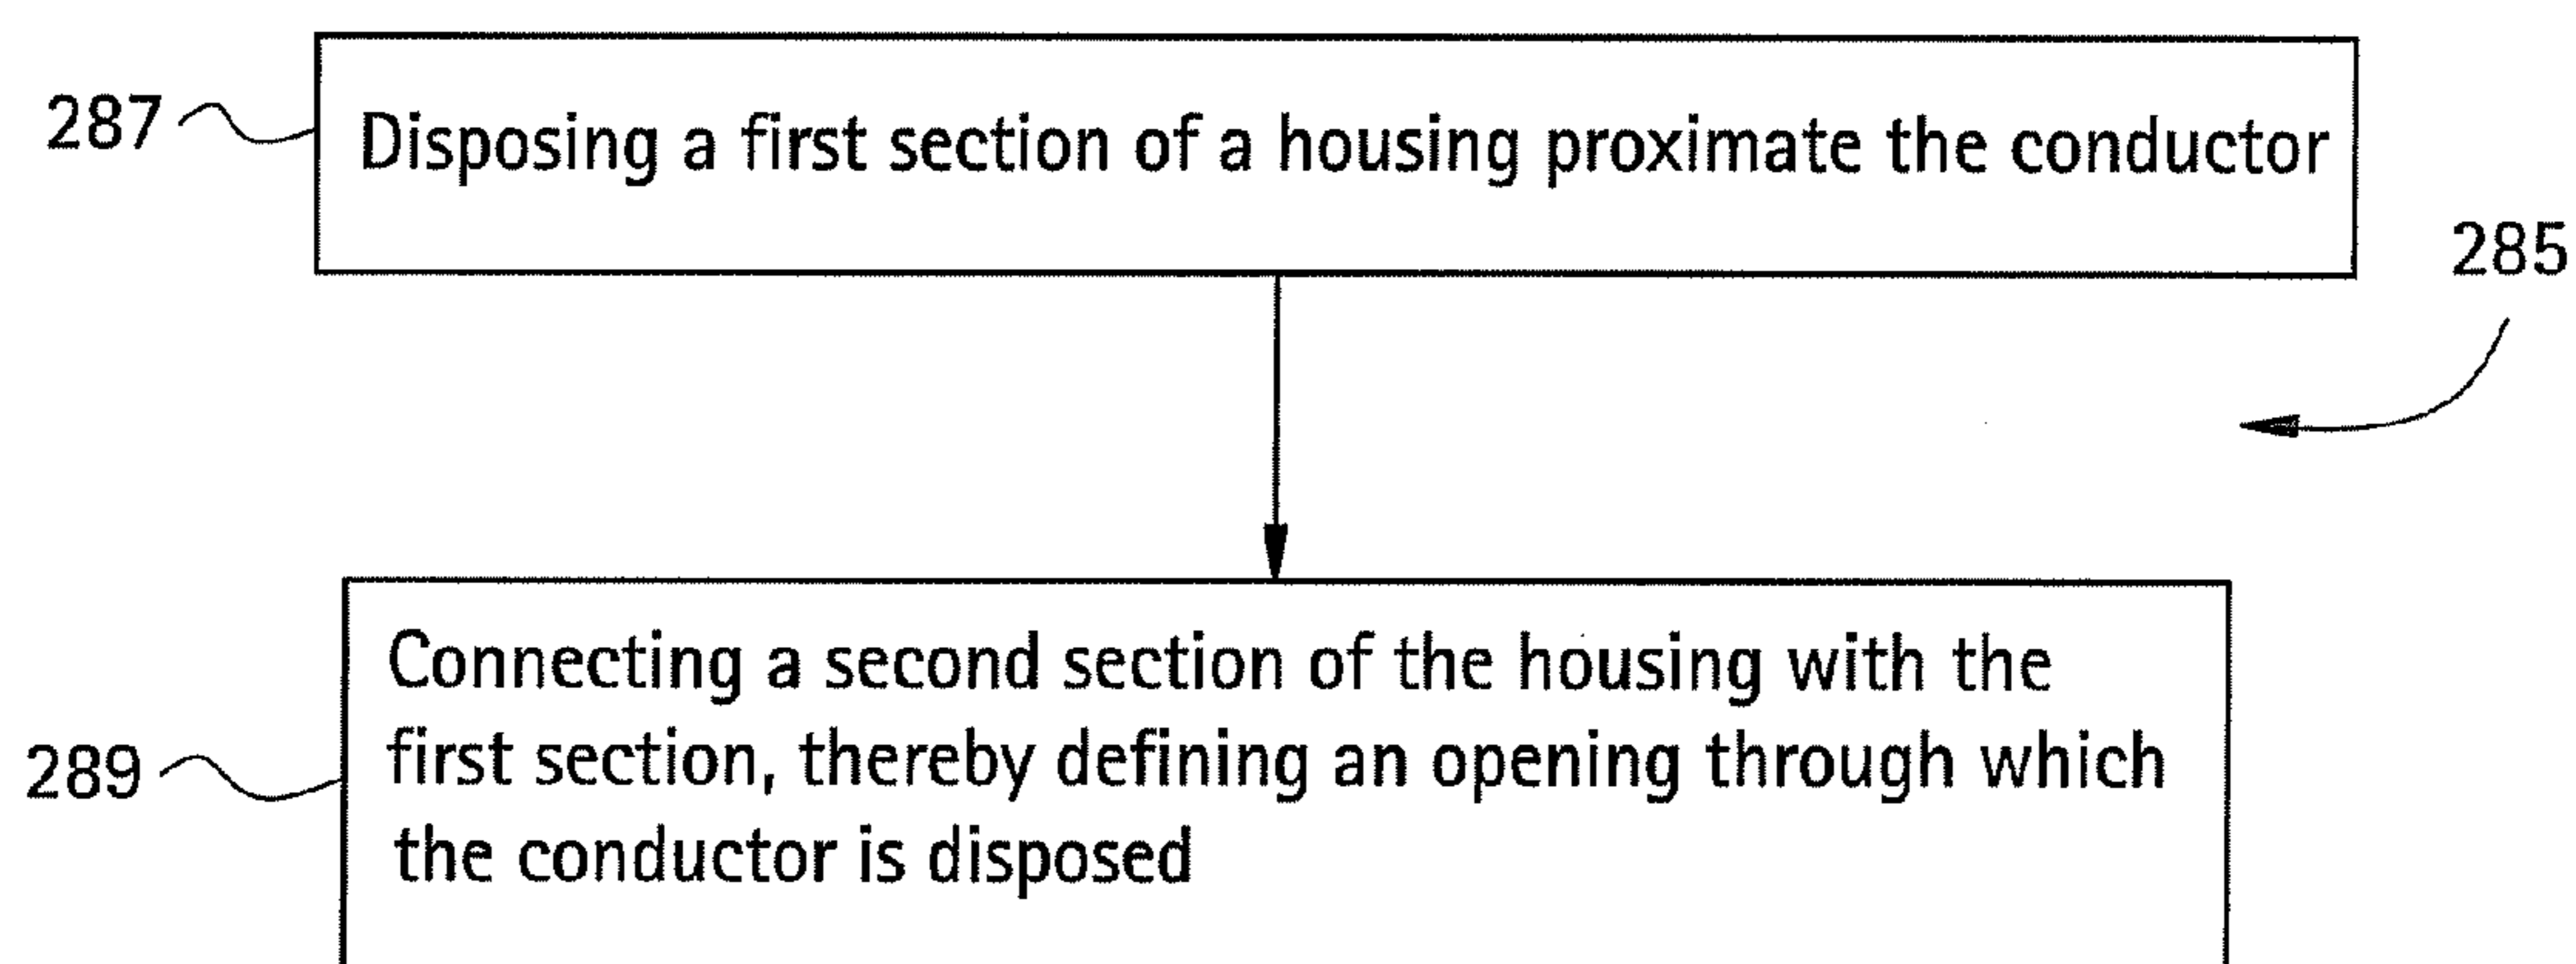 287
Disposing a first section of a housing proximate the conductor
285
Connecting a second section of the housing with the
first section, thereby defining an opening through which
289
the conductor is disposed